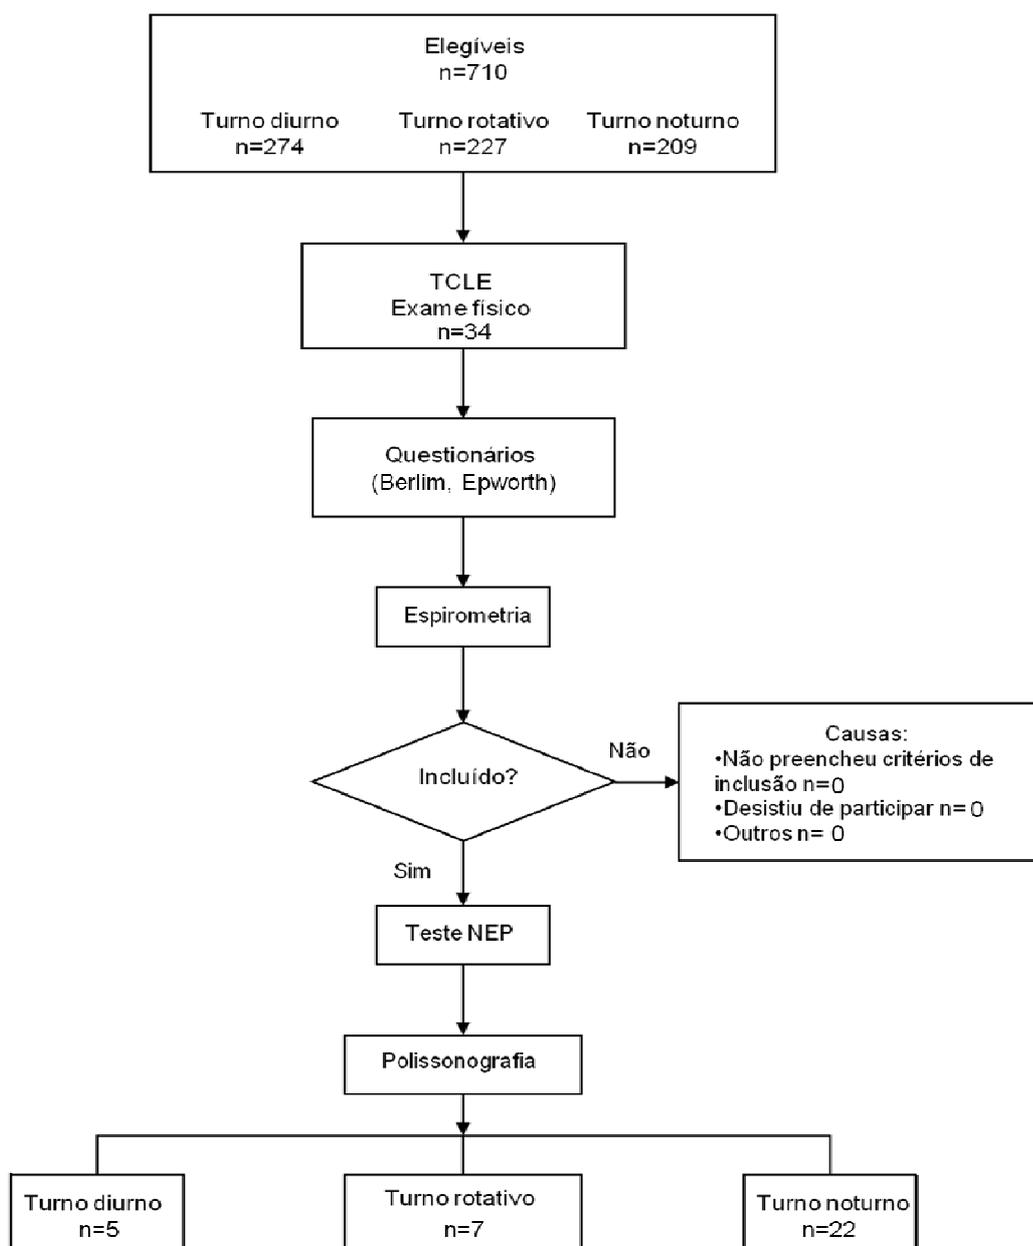 Elegíveis
n=710
Turno diurno Turno rotativo Turno noturno
n=274 n=227 n=209
TCLE
Exame físico
n=34
Questionários
(Berlim, Epworth)
Espirometria
Incluído?
Não
Causas:
•Não preencheu critérios de
inclusão n=0
•Desistiu de participar n= 0
•Outros n= 0
Sim
Teste NEP
Polissonografia
Turno diurno Turno rotativo Turno noturno
n=5 n=7 n=22